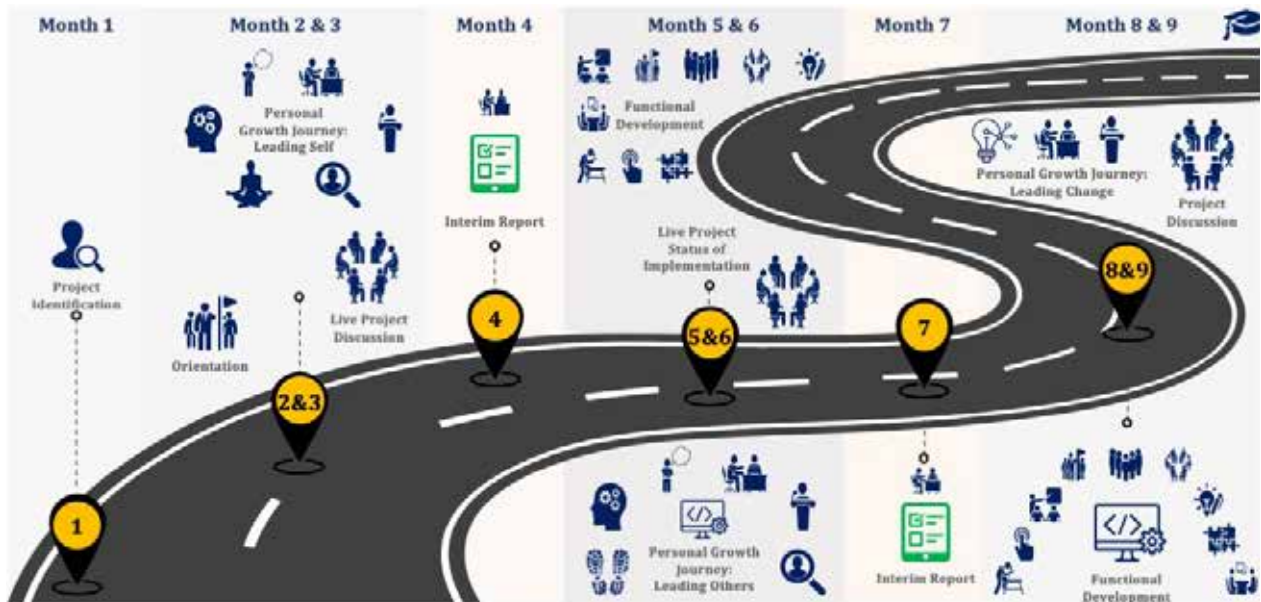 Month 1
Month 2 & 3
Month 4
Month 5 & 6
Month 7
Month 8 & 9
Personal
Growth Journey:
Leading Self
Functional
Development
Personal Growth Journey:
Leading Change
Project
Discussion
Interim Report
Live Project
Status of
Implementation
Project
Identification
Live Project
Discussion
Orientation
1
2&3
4
5&6
7
8&9
</>
Personal Growth
Journey:
Leading Others
Interim Report
</>
Functional
Development